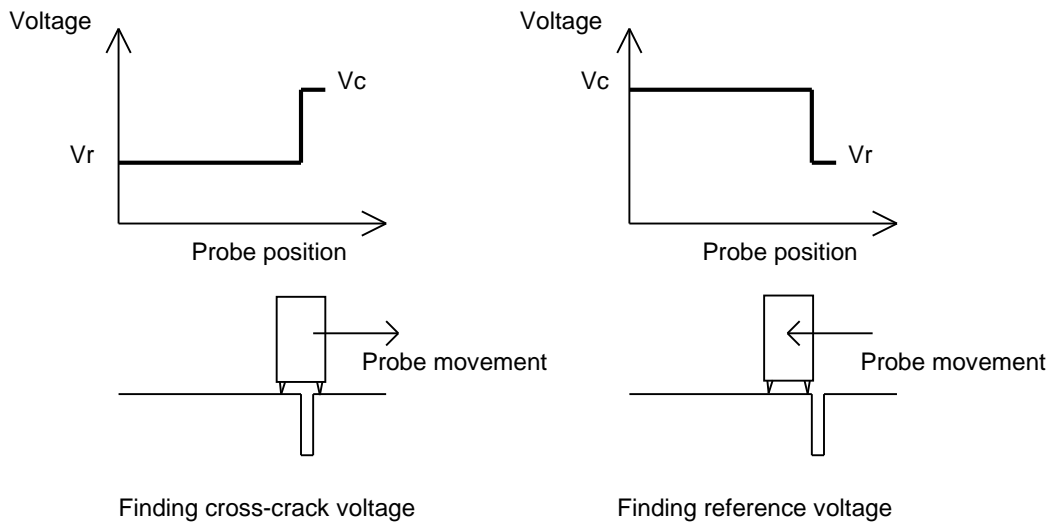 Voltage
Vc
Vr
Probe position
Probe movement
Finding cross-crack voltage
Voltage
Vc
Vr
Probe position
Probe movement
Finding reference voltage